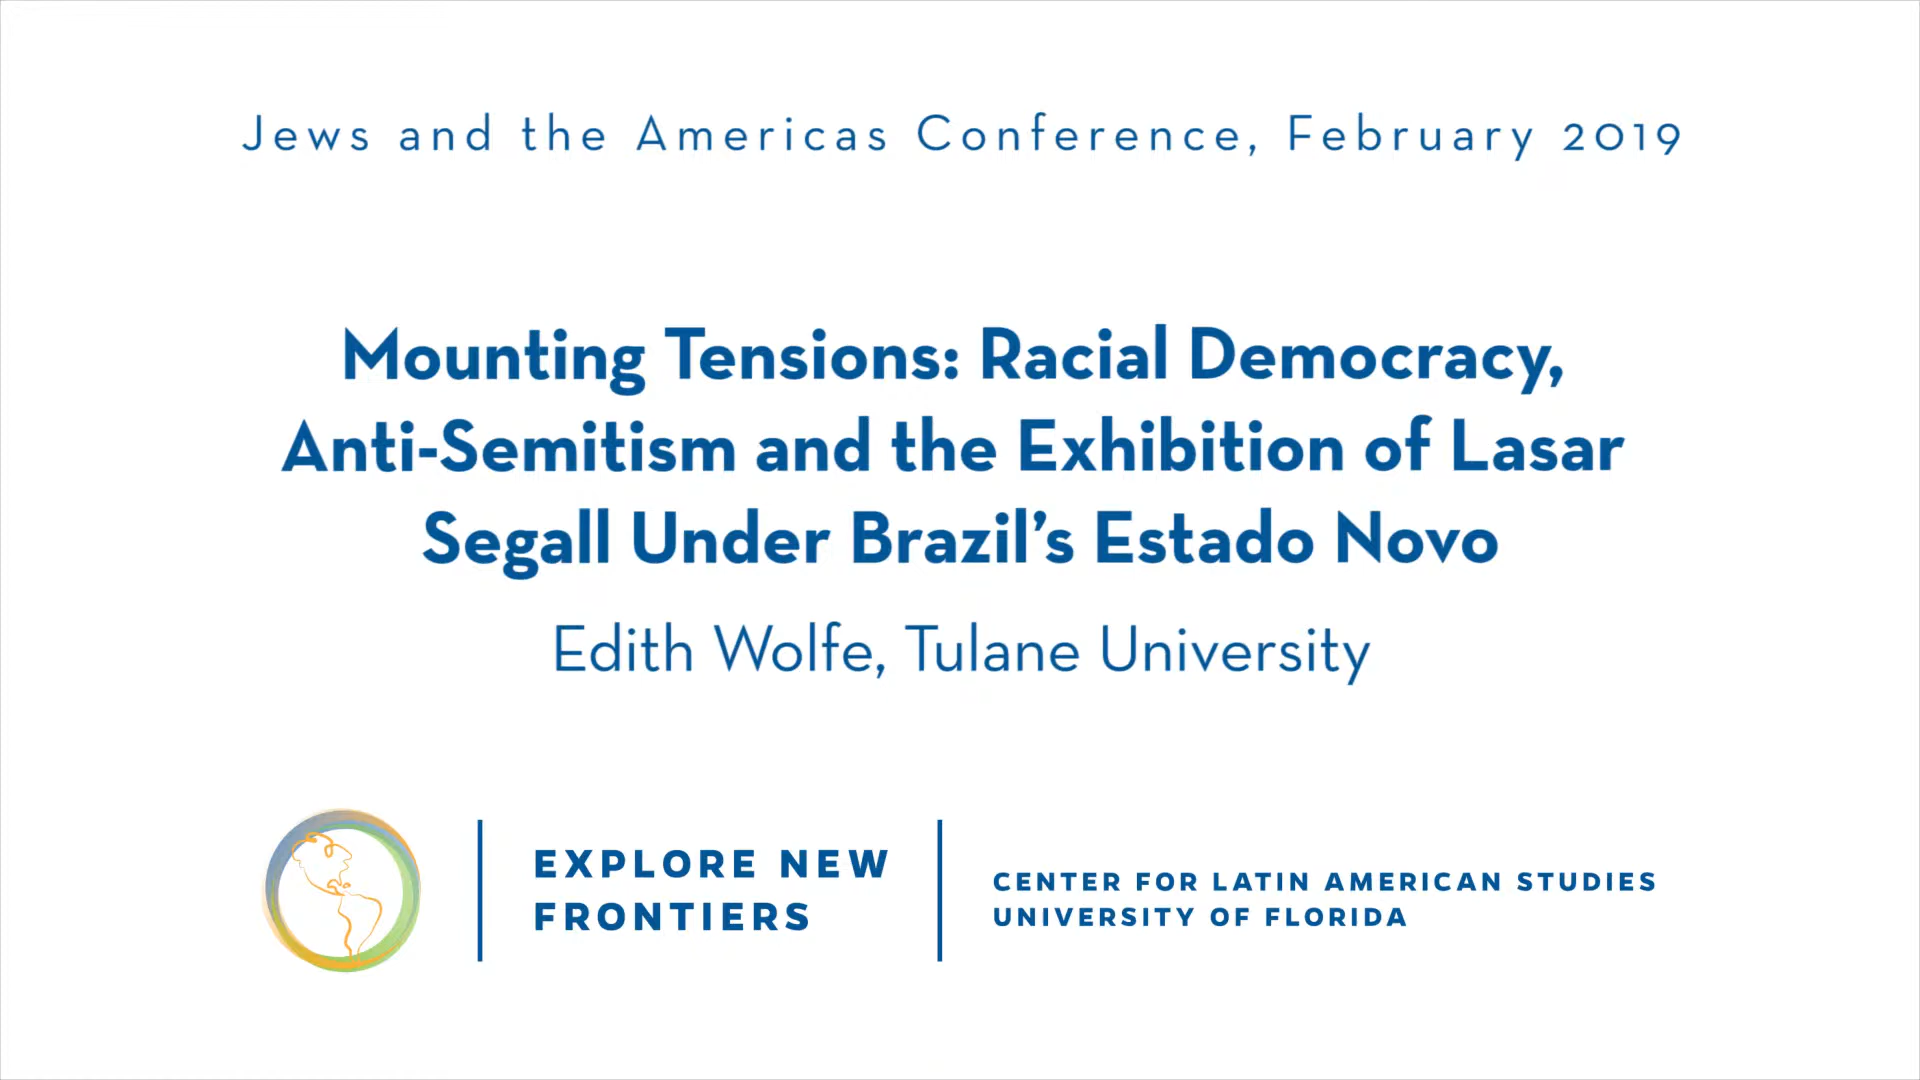 Jews and the Americas Conference, February 2019
Mounting Tensions: Racial Democracy,
Anti-Semitism and the Exhibition of Lasar
Segall Under Brazil’s Estado Novo
Edith Wolfe, Tulane University
EXPLORE NEW
FRONTIERS
CENTER FOR LATIN AMERICAN STUDIES
UNIVERSITY OF FLORIDA